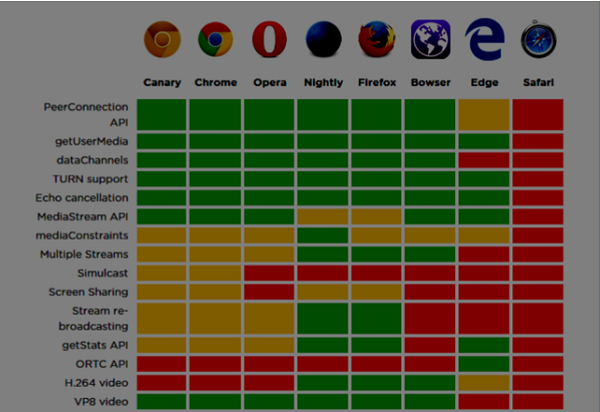 Canary Chrome Opera Nightly Firefox Bowser Edge Safari
PeerConnection
API
getUserMedia
dataChannels
TURN support
Echo cancellation
MediaStream API
mediaConstraints
Multiple Streams
Simulcast
Screen Sharing
Stream re-
broadcasting
getStats API
ORTC API
H.264 video
VP8 video